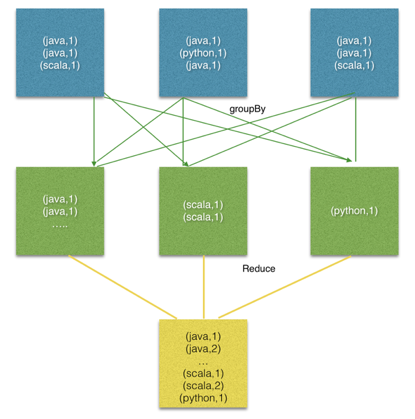 (java,1)
(java,1)
(scala,1)
(java,1)
(python,1)
(java,1)
(java,1)
(java,1)
(scala,1)
groupBy
(java,1)
(java,1)
.....
(scala,1)
(scala,1)
(python,1)
Reduce
(java,1)
(java,2)
...
(scala,1)
(scala,2)
(python,1)